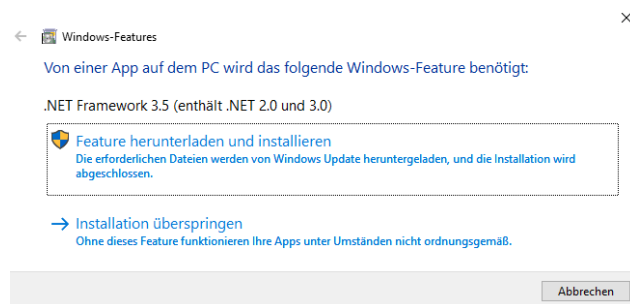 Windows-Features
Von einer App auf dem PC wird das folgende Windows-Feature benötigt:
.NET Framework 3.5 (enthält .NET 2.0 und 3.0)
Feature herunterladen und installieren
Die erforderlichen Dateien werden von Windows Update heruntergeladen, und die Installation wird
abgeschlossen.
Installation überspringen
Ohne dieses Feature funktionieren Ihre Apps unter Umständen nicht ordnungsgemäß.
Abbrechen